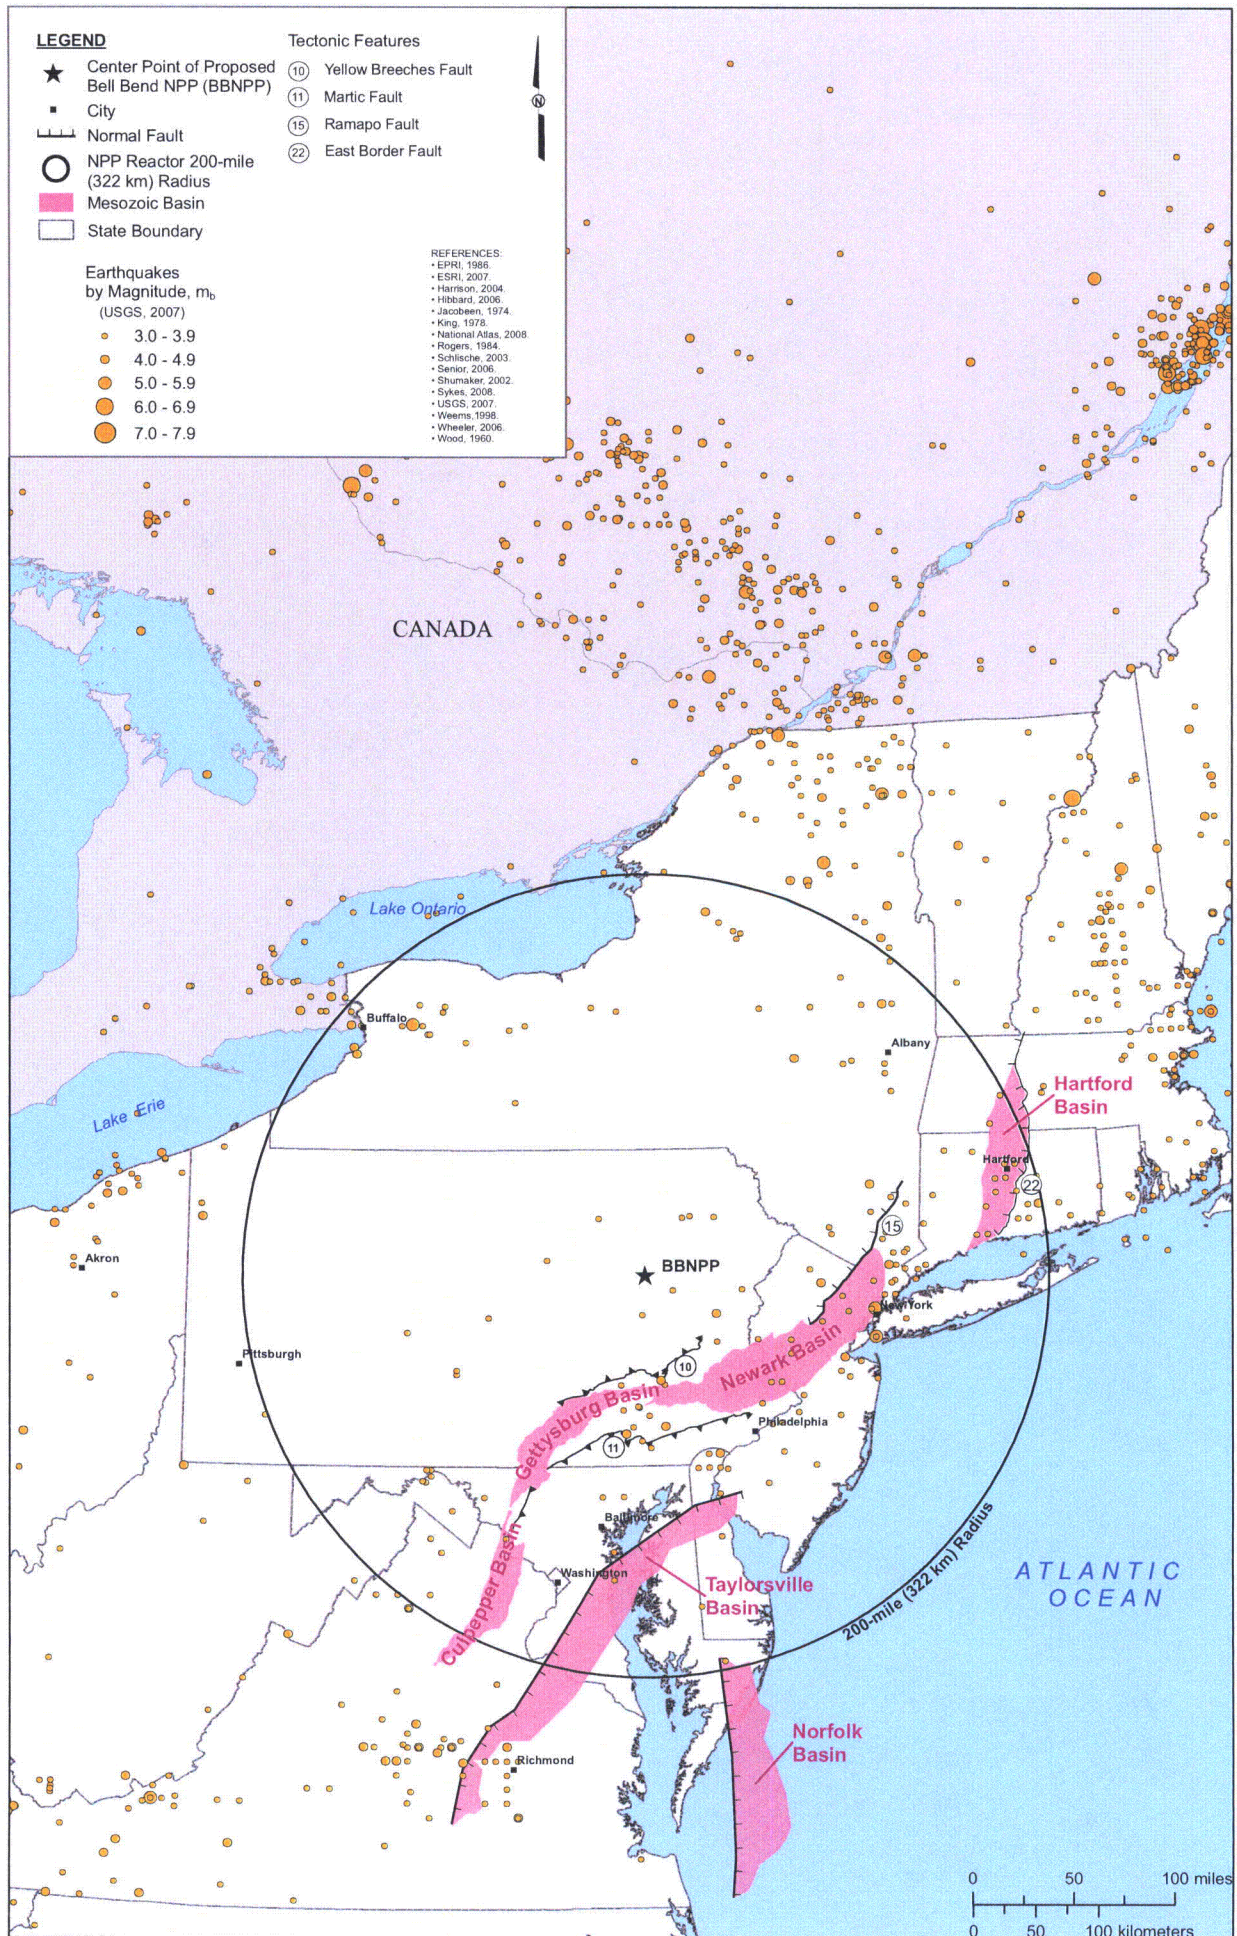 LEGEND
Center Point of Proposed
Bell Bend NPP (BBNPP)
City
Normal Fault
NPP Reactor 200-mile
(322 km) Radius
Mesozoic Basin
State Boundary
Earthquakes
by Magnitude, mb
(USGS, 2007)
3.0 - 3.9
4.0 - 4.9
5.0 - 5.9
6.0 - 6.9
7.0 - 7.9
Tectonic Features
10 Yellow Breeches Fault
11 Martic Fault
15 Ramapo Fault
22 East Border Fault
N
REFERENCES:
• EPRI, 1986.
• ESRI, 2007.
• Harrison, 2004.
• Hibbard, 2006.
• Jacobeen, 1974.
• King, 1978.
• National Atlas, 2008.
• Rogers, 1984.
• Schlische, 2003.
• Senior, 2006.
• Shumaker, 2002.
• Sykes, 2008.
• USGS, 2007.
• Weems,1998.
• Wheeler, 2006.
• Wood, 1960.
CANADA
Lake Ontario
Buffalo
Albany
Lake Erie
Hartford
Basin
Hartford
22
15
Akron
BBNPP
New York
Pittsburgh
10
Newark Basin
Gettysburg Basin
Philadelphia
11
Baltimore
Culpepper Basin
Washington
Taylorsville
Basin
200-mile (322 km) Radius
ATLANTIC
OCEAN
Norfolk
Basin
Richmond
0 50 100 miles
0 50 100 kilometers